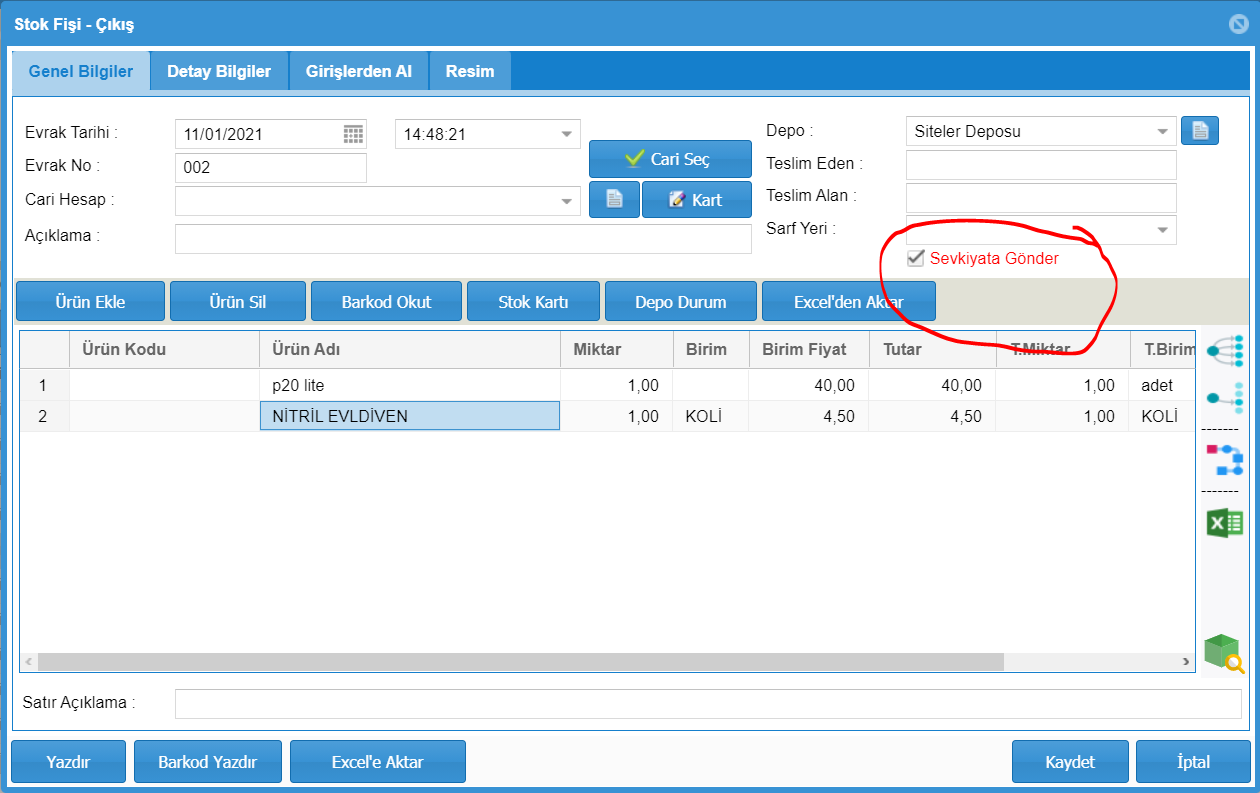 Stok Fişi - Çıkış
Genel Bilgiler Detay Bilgiler Girişlerden Al Resim
Evrak Tarihi : 11/01/2021 14:48:21
Evrak No : 002
Cari Hesap :
Açıklama :
Cari Seç
Kart
Depo : Siteler Deposu
Teslim Eden :
Teslim Alan :
Sarf Yeri :
Sevkiyata Gönder
Ürün Ekle Ürün Sil Barkod Okut Stok Kartı Depo Durum Excel'den Aktar
Ürün Kodu Ürün Adı Miktar Birim Birim Fiyat Tutar T.Miktar T.Birim
1 p20 lite 1,00 40,00 40,00 1,00 adet
2 NİTRİL EVLDİVEN 1,00 KOLİ 4,50 4,50 1,00 KOLİ
Satır Açıklama :
Yazdır Barkod Yazdır Excel'e Aktar Kaydet İptal